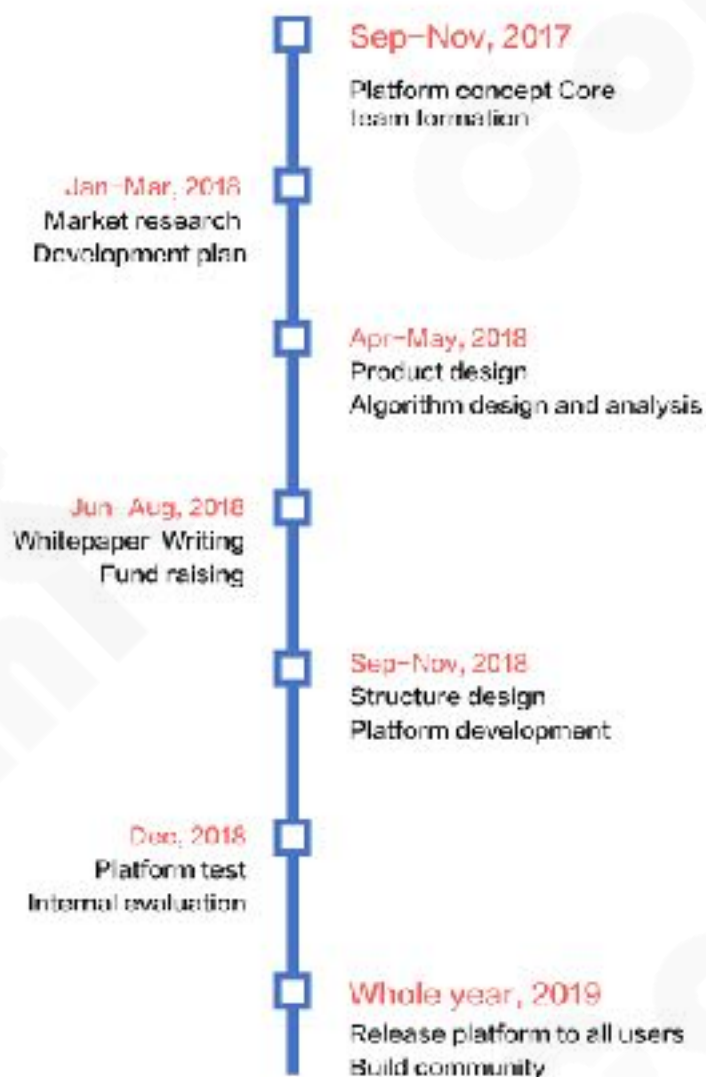 Sep-Nov, 2017
Platform concept Core
team formation
Jan-Mar, 2018
Market research
Development plan
Apr-May, 2018
Product design
Algorithm design and analysis
Jun-Aug, 2018
Whitepaper Writing
Fund raising
Sep-Nov, 2018
Structure design
Platform development
Dec, 2018
Platform test
Internal evaluation
Whole year, 2019
Release platform to all users
Build community